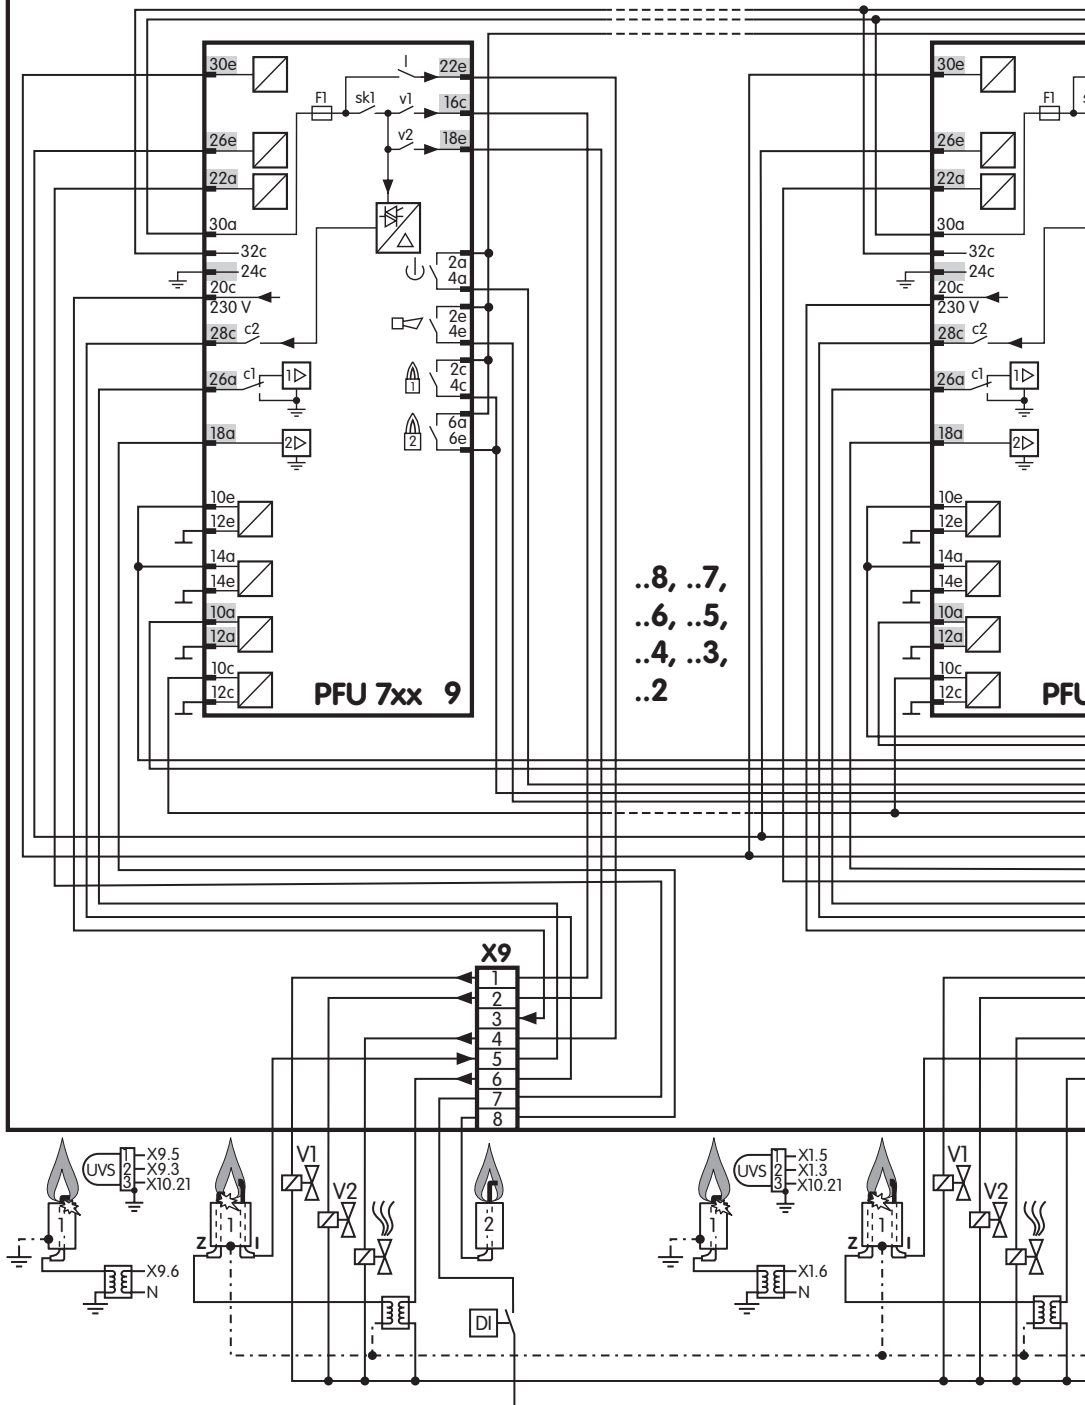 30e
26e
22a
30a
32c
24c
20c
230 V
28c c2
26a c1 1
18a 2
10e
12e
14a
14e
10a
12a
10c
12c
F1 sk1
I 22e
v1 16c
v2 18e
2a
4a
2e
4e
2c
4c
1
6a
6e
2
PFU 7xx 9
..8, ..7,
..6, ..5,
..4, ..3,
..2
30e
26e
22a
30a
32c
24c
20c
230 V
28c c2
26a c1 1
18a 2
10e
12e
14a
14e
10a
12a
10c
12c
F1
PFU
X9
1
2
3
4
5
6
7
8
UVS
1 X9.5
2 X9.3
3 X10.21
1
X9.6
N
1
Z I
V1
V2
2
DI
UVS
1 X1.5
2 X1.3
3 X10.21
1
X1.6
N
1
Z I
V1
V2